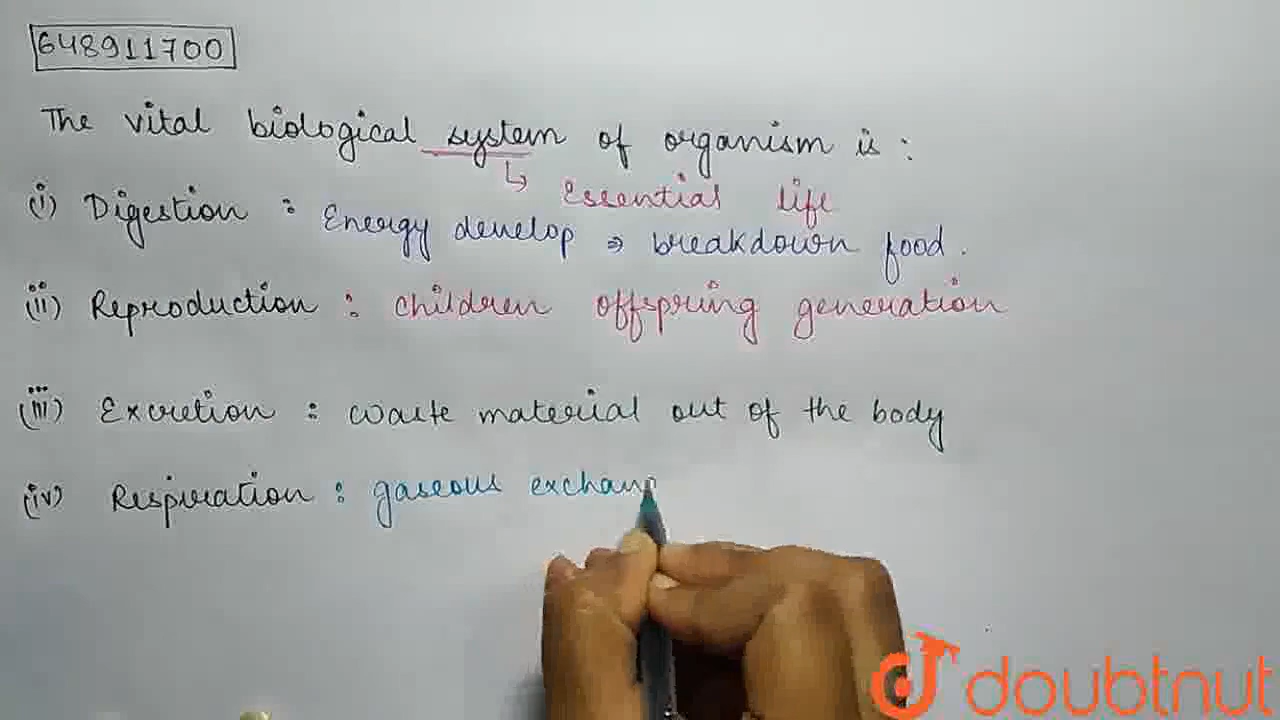 648911700
The vital biological system of organism is :
↳ Essential life
(i) Digestion : Energy develop ⇒ breakdown food .
(ii) Reproduction : children offspring generation
(iii) Excretion : waste material out of the body
(iv) Respiration : gaseous exchang
doubtnut